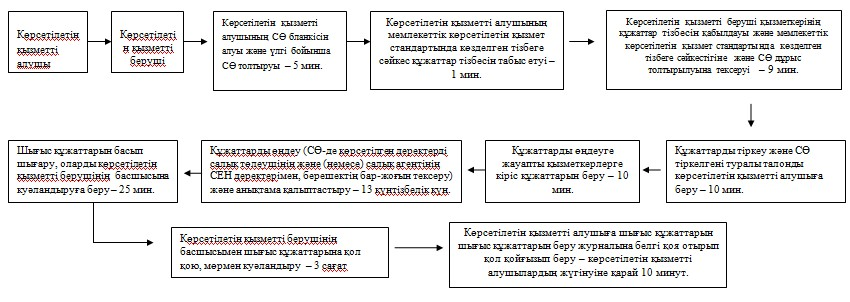 Көрсетілетін
қызметті
алушы
Көрсетілеті
н қызметті
беруші
Көрсетілетін қызметті
алушының СӨ бланкісін
алуы және үлгі бойынша
СӨ толтыруы – 5 мин.
Көрсетілетін қызметті алушының
мемлекеттік көрсетілетін қызмет
стандартында көзделген тізбеге
сәйкес құжаттар тізбесін табыс етуі –
1 мин.
Көрсетілетін қызметті беруші қызметкерінің
құжаттар тізбесін қабылдауы және мемлекеттік
көрсетілетін қызмет стандартында көзделген
тізбеге сәйкестігіне және СӨ дұрыс
толтырылуына тексеруі – 9 мин.
Құжаттарды тіркеу және СӨ
тіркелгені туралы талонды
көрсетілетін қызметті алушыға
беру – 10 мин.
Құжаттарды өңдеуге
жауапты қызметкерлерге
кіріс құжаттарын беру – 10
мин.
Құжаттарды өңдеу (СӨ-де көрсетілген деректерді
салық төлеушінің және (немесе) салық агентінің
СЕН деректерімен, берешектің бар-жоғын тексеру)
және анықтама қалыптастыру – 13 күнтізбелік күн.
Шығыс құжаттарын басып
шығару, оларды көрсетілетін
қызметті берушінің басшысына
куәландыруға беру – 25 мин.
Көрсетілетін қызметті берушінің
басшысымен шығыс құжаттарына қол
қою, мөрмен куәландыру – 3 сағат
Көрсетілетін қызметті алушыға шығыс құжаттарын
шығыс құжаттарын беру журналына белгі қоя отырып
қол қойғызып беру – көрсетілетін қызметті
алушылардың жүгінуіне қарай 10 минут.